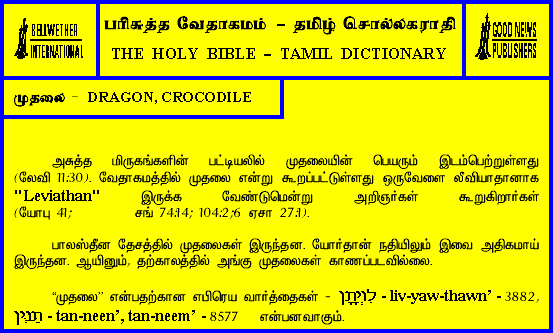 BELLWETHER
INTERNATIONAL
பரிசுத்த வேதாகமம் – தமிழ் சொல்லகராதி
THE HOLY BIBLE – TAMIL DICTIONARY
GOOD NEWS
PUBLISHERS
முதலை - DRAGON, CROCODILE
அசுத்த மிருகங்களின் பட்டியலில் முதலையின் பெயரும் இடம்பெற்றுள்ளது
(லேவி 11:30). வேதாகமத்தில் முதலை என்று கூறப்பட்டுள்ளது ஒருவேளை லீவியாதானாக
"Leviathan" இருக்க வேண்டுமென்று அறிஞர்கள் கூறுகிறார்கள்
(யோபு 41; சங் 74:14; 104:2;6 ஏசா 27:1).
பாலஸ்தீன தேசத்தில் முதலைகள் இருந்தன. யோர்தான் நதியிலும் இவை அதிகமாய்
இருந்தன. ஆயினும், தற்காலத்தில் அங்கு முதலைகள் காணப்படவில்லை.
“முதலை” என்பதற்கான எபிரெய வார்த்தைகள் - לִוְיָתָן - liv-yaw-thawn’ - 3882,
תַּנִּין - tan-neen’, tan-neem’ - 8577 என்பனவாகும்.